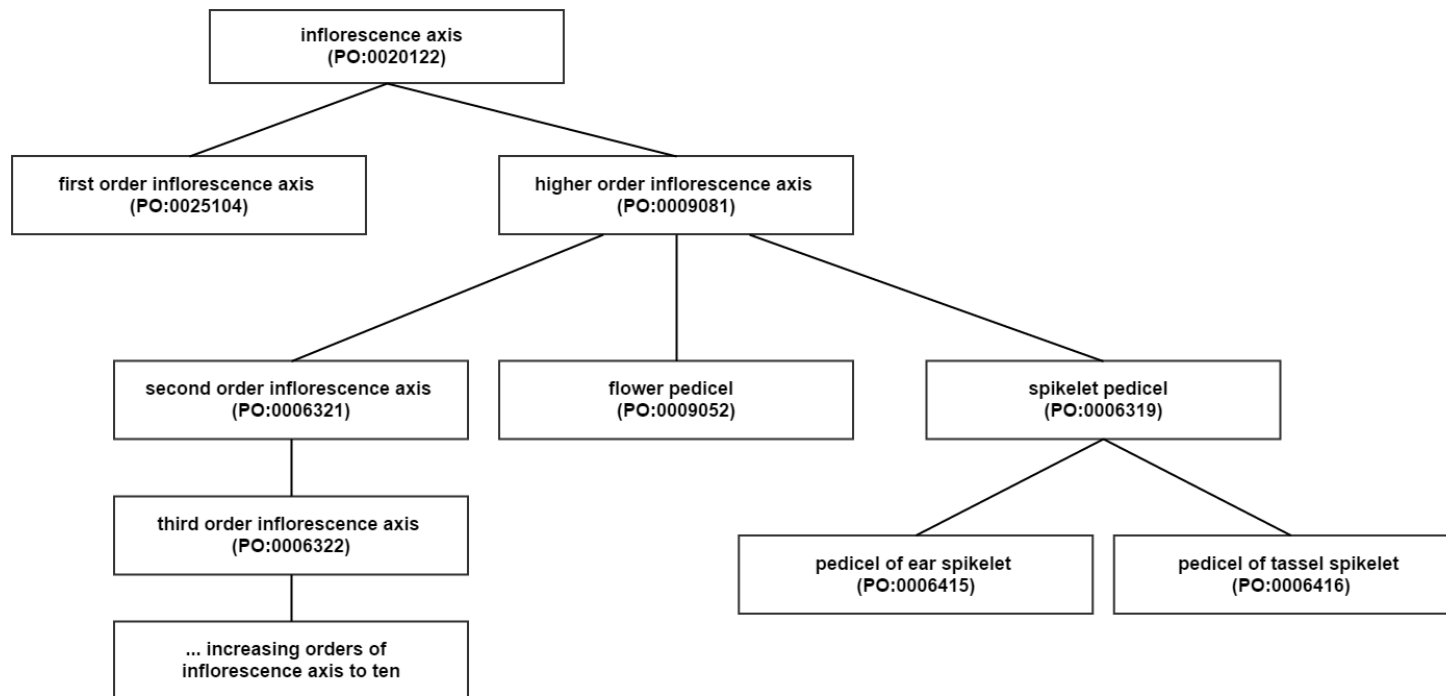 inflorescence axis
(PO:0020122)
first order inflorescence axis
(PO:0025104)
higher order inflorescence axis
(PO:0009081)
second order inflorescence axis
(PO:0006321)
flower pedicel
(PO:0009052)
spikelet pedicel
(PO:0006319)
third order inflorescence axis
(PO:0006322)
pedicel of ear spikelet
(PO:0006415)
pedicel of tassel spikelet
(PO:0006416)
... increasing orders of
inflorescence axis to ten